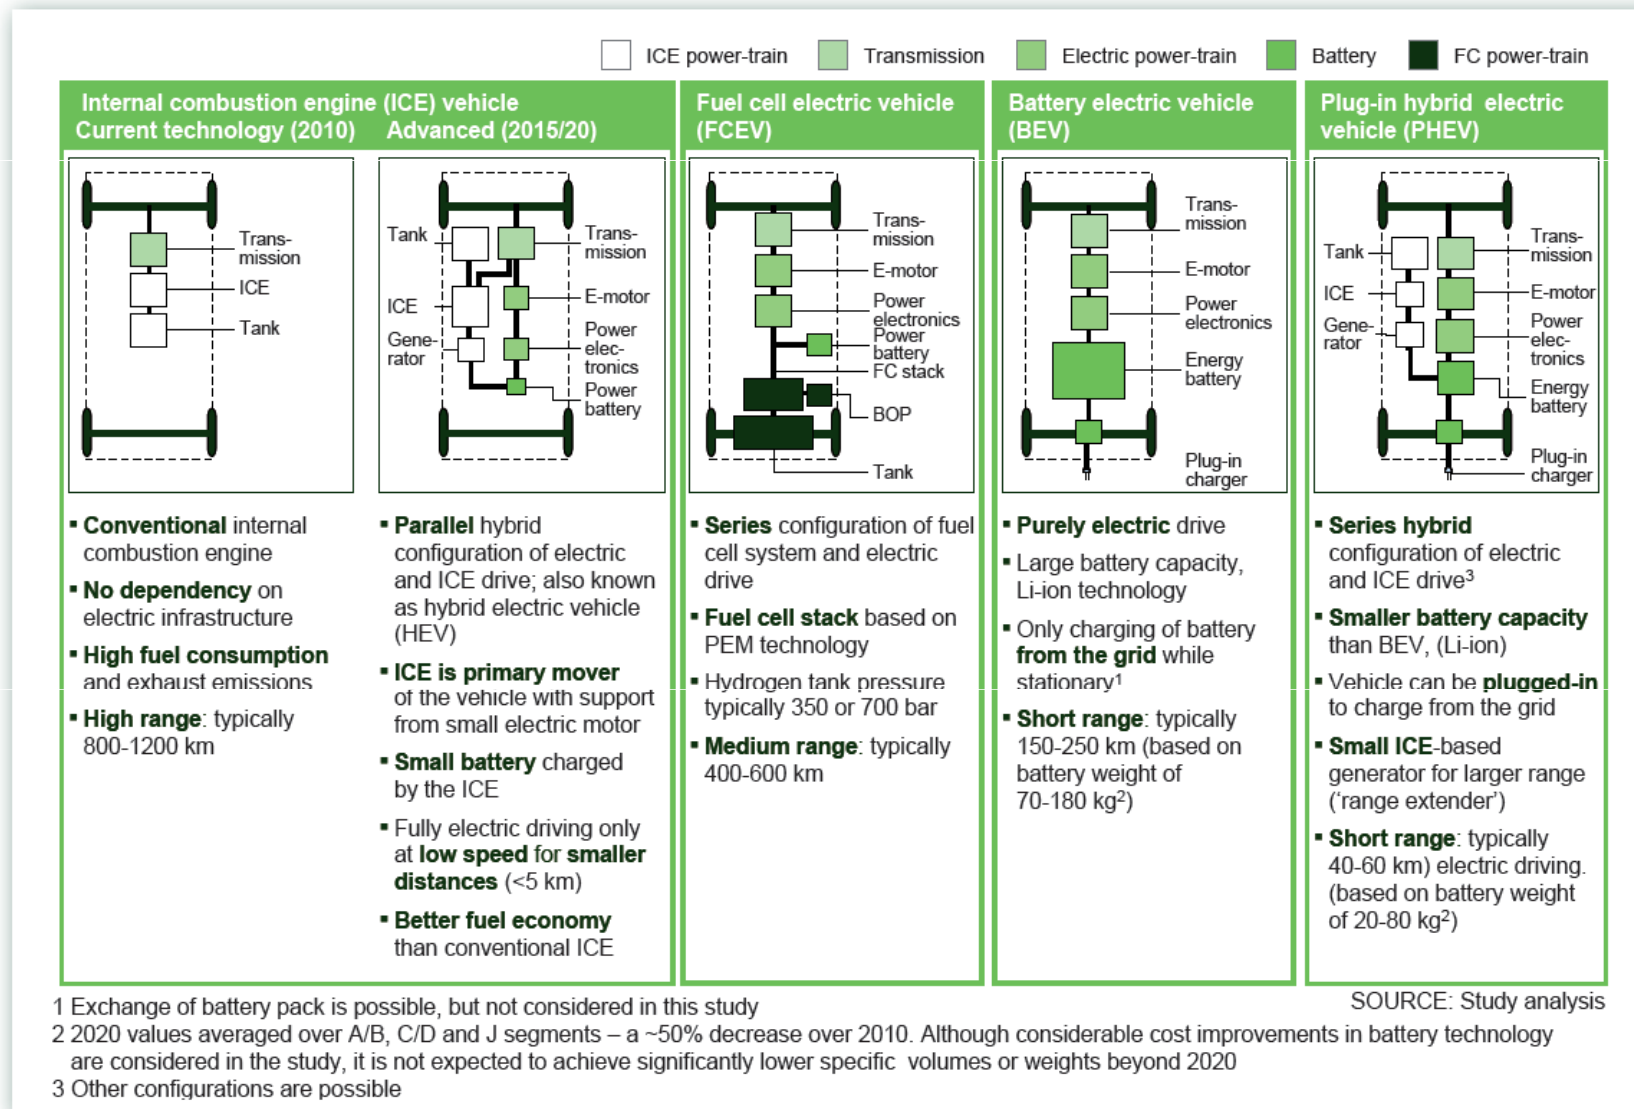 ICE power-train
Transmission
Electric power-train
Battery
FC power-train
Internal combustion engine (ICE) vehicle
Current technology (2010)
Advanced (2015/20)
Fuel cell electric vehicle
(FCEV)
Battery electric vehicle
(BEV)
Plug-in hybrid electric
vehicle (PHEV)
Trans-
mission
ICE
Tank
Tank
ICE
Gene-
rator
Trans-
mission
E-motor
Power
elec-
tronics
Power
battery
Trans-
mission
E-motor
Power
electronics
Power
battery
FC stack
BOP
Tank
Trans-
mission
E-motor
Power
electronics
Energy
battery
Plug-in
charger
Tank
ICE
Gene-
rator
Trans-
mission
E-motor
Power
elec-
tronics
Energy
battery
Plug-in
charger
▪ Conventional internal
combustion engine
▪ No dependency on
electric infrastructure
▪ High fuel consumption
and exhaust emissions
▪ High range: typically
800-1200 km
▪ Parallel hybrid
configuration of electric
and ICE drive; also known
as hybrid electric vehicle
(HEV)
▪ ICE is primary mover
of the vehicle with support
from small electric motor
▪ Small battery charged
by the ICE
▪ Fully electric driving only
at low speed for smaller
distances (<5 km)
▪ Better fuel economy
than conventional ICE
▪ Series configuration of fuel
cell system and electric
drive
▪ Fuel cell stack based on
PEM technology
▪ Hydrogen tank pressure
typically 350 or 700 bar
▪ Medium range: typically
400-600 km
▪ Purely electric drive
▪ Large battery capacity,
Li-ion technology
▪ Only charging of battery
from the grid while
stationary¹
▪ Short range: typically
150-250 km (based on
battery weight of
70-180 kg²)
▪ Series hybrid
configuration of electric
and ICE drive³
▪ Smaller battery capacity
than BEV, (Li-ion)
▪ Vehicle can be plugged-in
to charge from the grid
▪ Small ICE-based
generator for larger range
(‘range extender’)
▪ Short range: typically
40-60 km) electric driving.
(based on battery weight
of 20-80 kg²)
1 Exchange of battery pack is possible, but not considered in this study
SOURCE: Study analysis
2 2020 values averaged over A/B, C/D and J segments – a ~50% decrease over 2010. Although considerable cost improvements in battery technology
are considered in the study, it is not expected to achieve significantly lower specific volumes or weights beyond 2020
3 Other configurations are possible